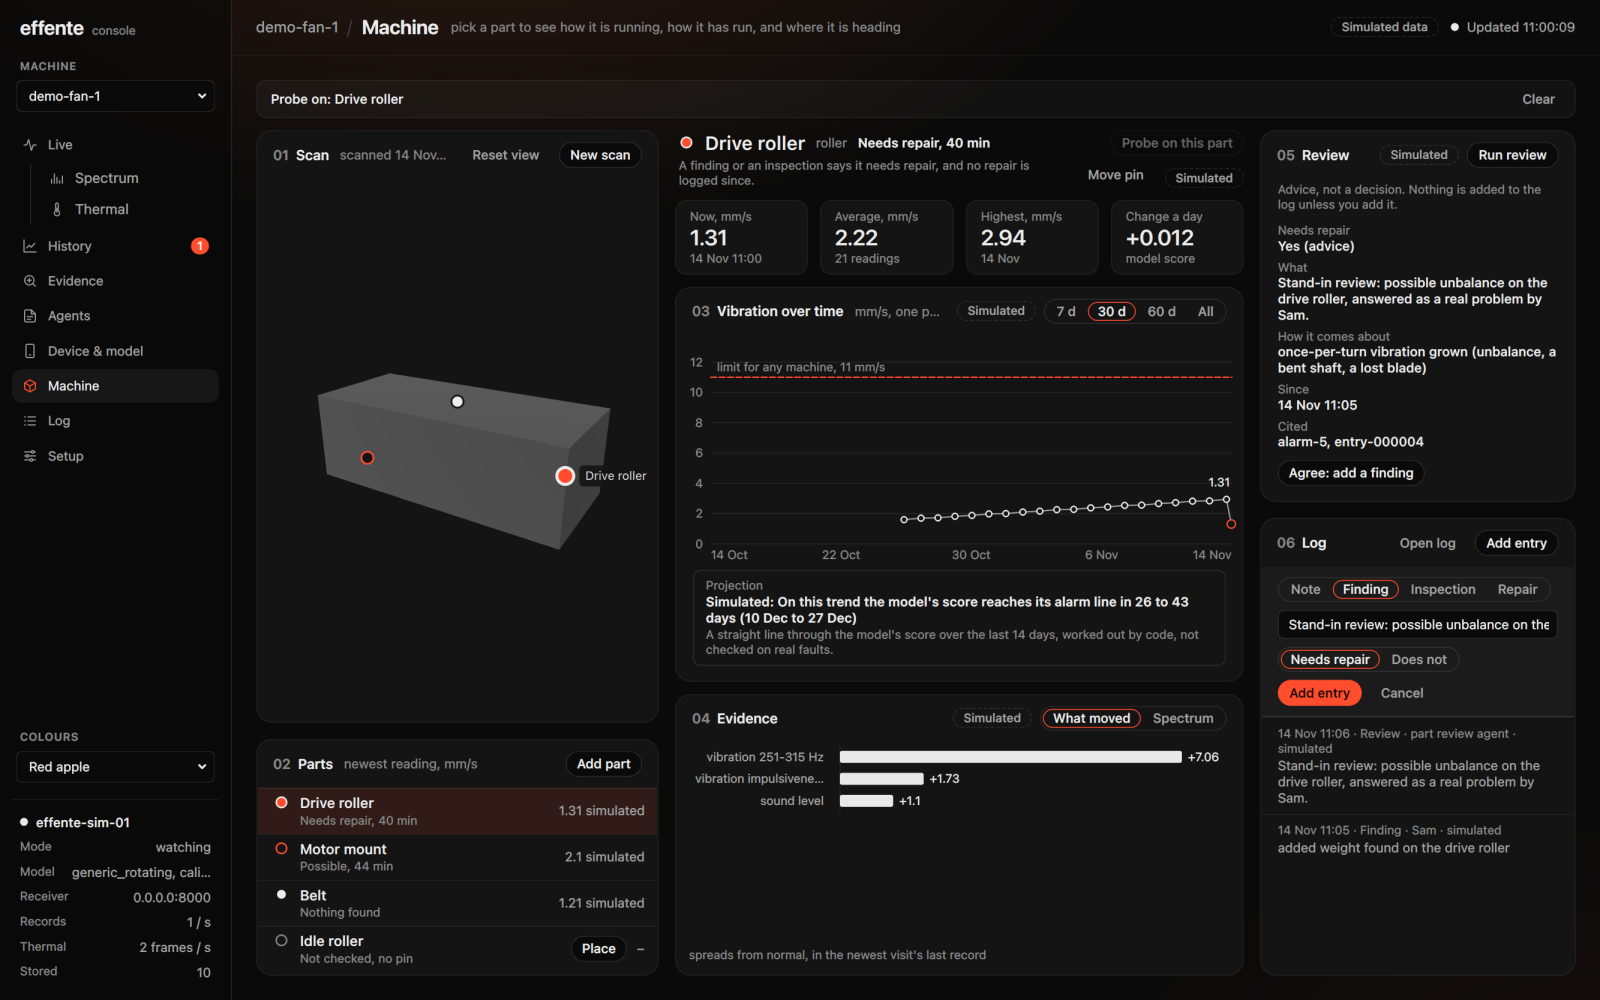 effente console
MACHINE
demo-fan-1
Live
Spectrum
Thermal
History
1
Evidence
Agents
Device & model
Machine
Log
Setup
COLOURS
Red apple
effente-sim-01
Mode watching
Model generic_rotating, cali...
Receiver 0.0.0.0:8000
Records 1 / s
Thermal 2 frames / s
Stored 10
demo-fan-1 / Machine pick a part to see how it is running, how it has run, and where it is heading
Simulated data
Updated 11:00:09
Probe on: Drive roller
Clear
01 Scan scanned 14 Nov... Reset view New scan
Drive roller
02 Parts newest reading, mm/s Add part
Drive roller
Needs repair, 40 min
1.31 simulated
Motor mount
Possible, 44 min
2.1 simulated
Belt
Nothing found
1.21 simulated
Idle roller
Not checked, no pin
Place –
Drive roller roller Needs repair, 40 min
A finding or an inspection says it needs repair, and no repair is
logged since.
Probe on this part
Move pin
Simulated
Now, mm/s
1.31
14 Nov 11:00
Average, mm/s
2.22
21 readings
Highest, mm/s
2.94
14 Nov
Change a day
+0.012
model score
03 Vibration over time mm/s, one p... Simulated 7 d 30 d 60 d All
12
limit for any machine, 11 mm/s
10
8
6
4
2
0
1.31
14 Oct 22 Oct 30 Oct 6 Nov 14 Nov
Projection
Simulated: On this trend the model's score reaches its alarm line in 26 to 43
days (10 Dec to 27 Dec)
A straight line through the model's score over the last 14 days, worked out by code, not
checked on real faults.
04 Evidence Simulated What moved Spectrum
vibration 251-315 Hz +7.06
vibration impulsivene... +1.73
sound level +1.1
spreads from normal, in the newest visit's last record
05 Review Simulated Run review
Advice, not a decision. Nothing is added to the
log unless you add it.
Needs repair
Yes (advice)
What
Stand-in review: possible unbalance on the
drive roller, answered as a real problem by
Sam.
How it comes about
once-per-turn vibration grown (unbalance, a
bent shaft, a lost blade)
Since
14 Nov 11:05
Cited
alarm-5, entry-000004
Agree: add a finding
06 Log Open log Add entry
Note Finding Inspection Repair
Stand-in review: possible unbalance on the
Needs repair Does not
Add entry Cancel
14 Nov 11:06 · Review · part review agent ·
simulated
Stand-in review: possible unbalance on the
drive roller, answered as a real problem by
Sam.
14 Nov 11:05 · Finding · Sam · simulated
added weight found on the drive roller